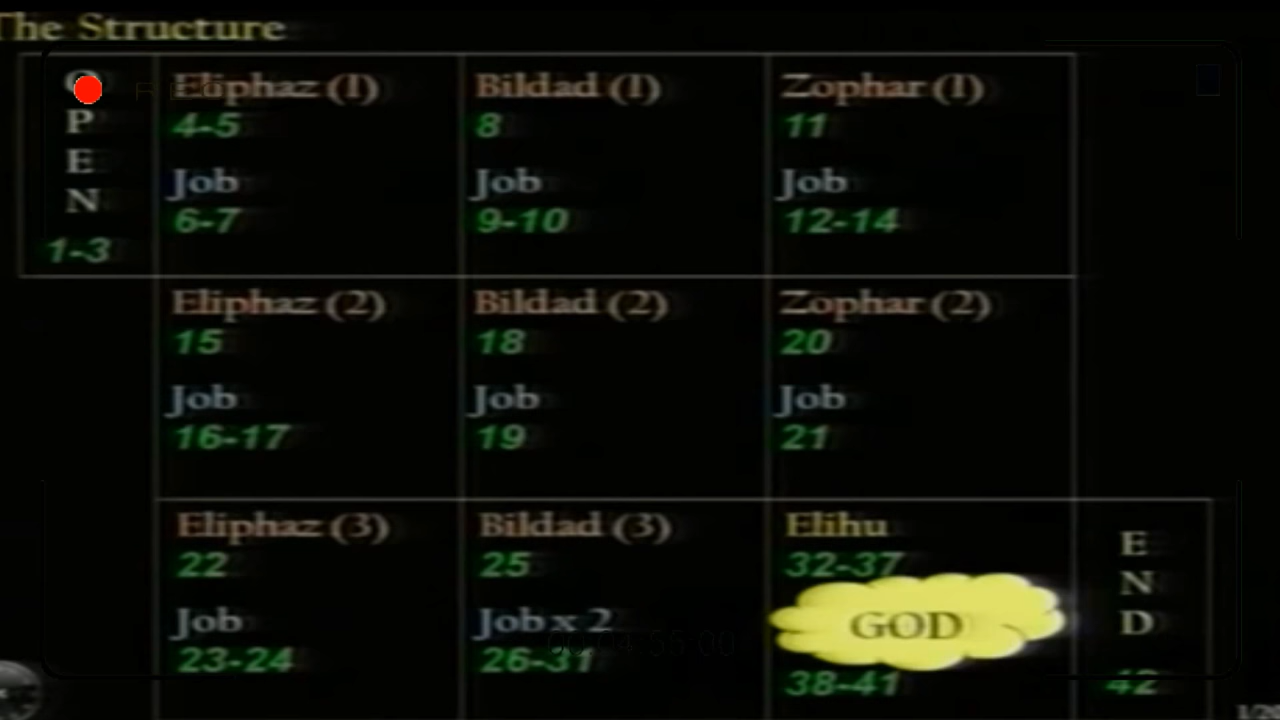 The Structure
O
P
E
N
1-3
Eliphaz (1)
4-5
Job
6-7
Bildad (1)
8
Job
9-10
Zophar (1)
11
Job
12-14
Eliphaz (2)
15
Job
16-17
Bildad (2)
18
Job
19
Zophar (2)
20
Job
21
Eliphaz (3)
22
Job
23-24
Bildad (3)
25
Job x 2
26-31
Elihu
32-37
GOD
38-41
E
N
D
42